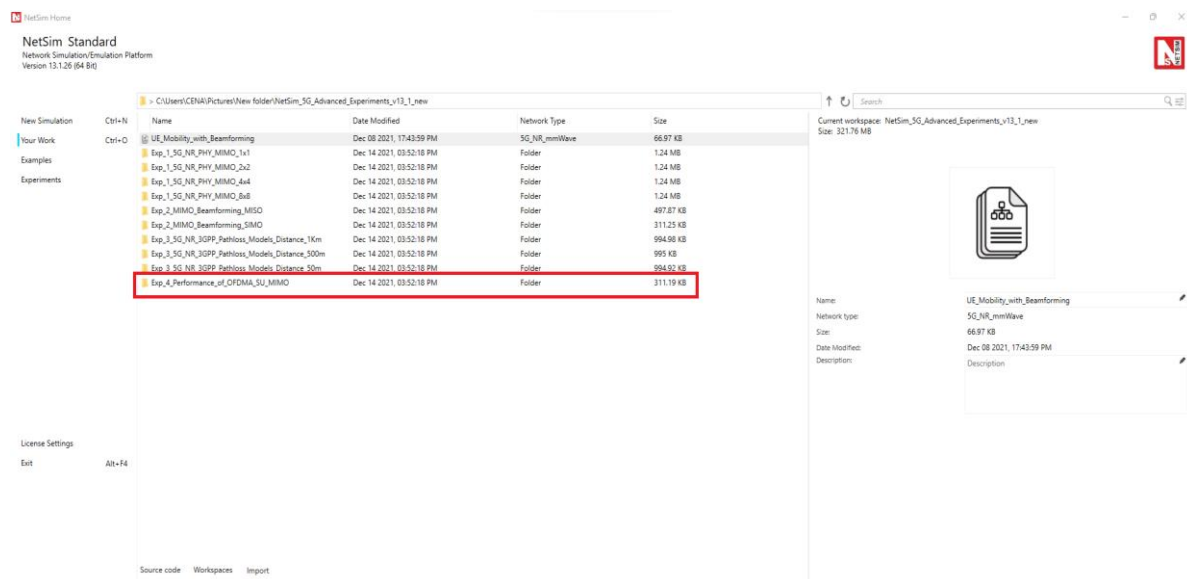 NetSim Home
NetSim Standard
Network Simulation/Emulation Platform
Version 13.1.26 (64 Bit)
NETSIM
> C:\Users\CENA\Pictures\New folder\NetSim_5G_Advanced_Experiments_v13_1_new
Search
New Simulation Ctrl+N
Your Work Ctrl+O
Examples
Experiments
License Settings
Exit Alt+F4
Name Date Modified Network Type Size
UE_Mobility_with_Beamforming Dec 08 2021, 17:43:59 PM 5G_NR_mmWave 66.97 KB
Exp_1_5G_NR_PHY_MIMO_1x1 Dec 14 2021, 03:52:18 PM Folder 1.24 MB
Exp_1_5G_NR_PHY_MIMO_2x2 Dec 14 2021, 03:52:18 PM Folder 1.24 MB
Exp_1_5G_NR_PHY_MIMO_4x4 Dec 14 2021, 03:52:18 PM Folder 1.24 MB
Exp_1_5G_NR_PHY_MIMO_8x8 Dec 14 2021, 03:52:18 PM Folder 1.24 MB
Exp_2_MIMO_Beamforming_MISO Dec 14 2021, 03:52:18 PM Folder 497.87 KB
Exp_2_MIMO_Beamforming_SIMO Dec 14 2021, 03:52:18 PM Folder 311.25 KB
Exp_3_5G_NR_3GPP_Pathloss_Models_Distance_1Km Dec 14 2021, 03:52:18 PM Folder 994.98 KB
Exp_3_5G_NR_3GPP_Pathloss_Models_Distance_500m Dec 14 2021, 03:52:18 PM Folder 995 KB
Exp_3_5G_NR_3GPP_Pathloss_Models_Distance_50m Dec 14 2021, 03:52:18 PM Folder 994.92 KB
Exp_4_Performance_of_OFDMA_SU_MIMO Dec 14 2021, 03:52:18 PM Folder 311.19 KB
Current workspace: NetSim_5G_Advanced_Experiments_v13_1_new
Size: 321.76 MB
Name: UE_Mobility_with_Beamforming
Network type: 5G_NR_mmWave
Size: 66.97 KB
Date Modified: Dec 08 2021, 17:43:59 PM
Description: Description
Source code Workspaces Import